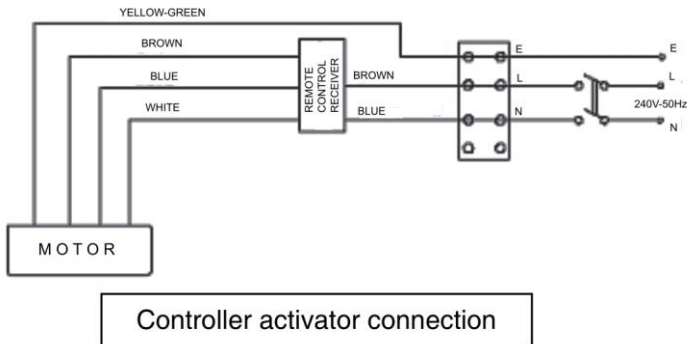 YELLOW-GREEN
BROWN
BLUE
WHITE
REMOTE
CONTROL
RECEIVER
BROWN
BLUE
E
L
N
E
L
240V-50Hz
N
MOTOR
Controller activator connection